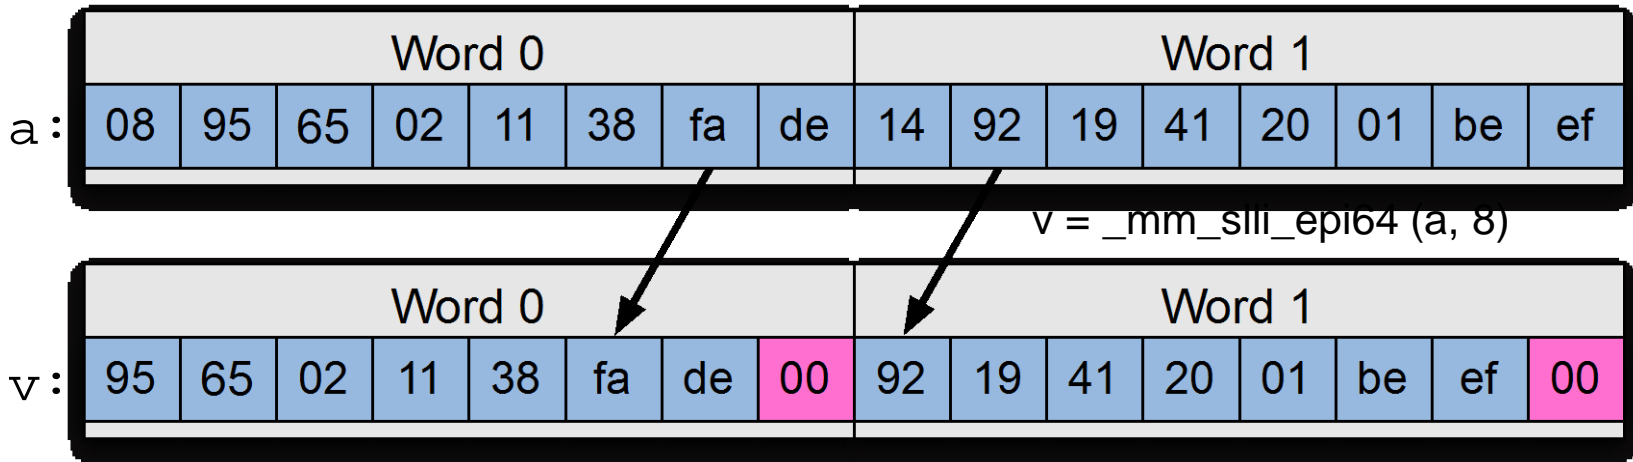 Word 0 Word 1
a: 08 95 65 02 11 38 fa de 14 92 19 41 20 01 be ef
v = _mm_slli_epi64 (a, 8)
Word 0 Word 1
v: 95 65 02 11 38 fa de 00 92 19 41 20 01 be ef 00